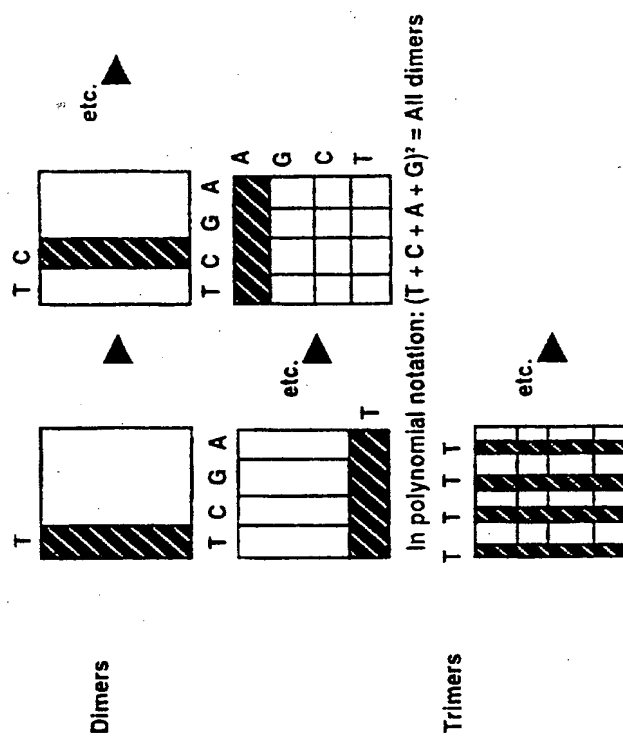 T
T C
Dimers
etc.
T C G A
T
etc.
T C G A
A
G
C
T
In polynomial notation: (T + C + A + G)² = All dimers
T T T T
Trimers
etc.